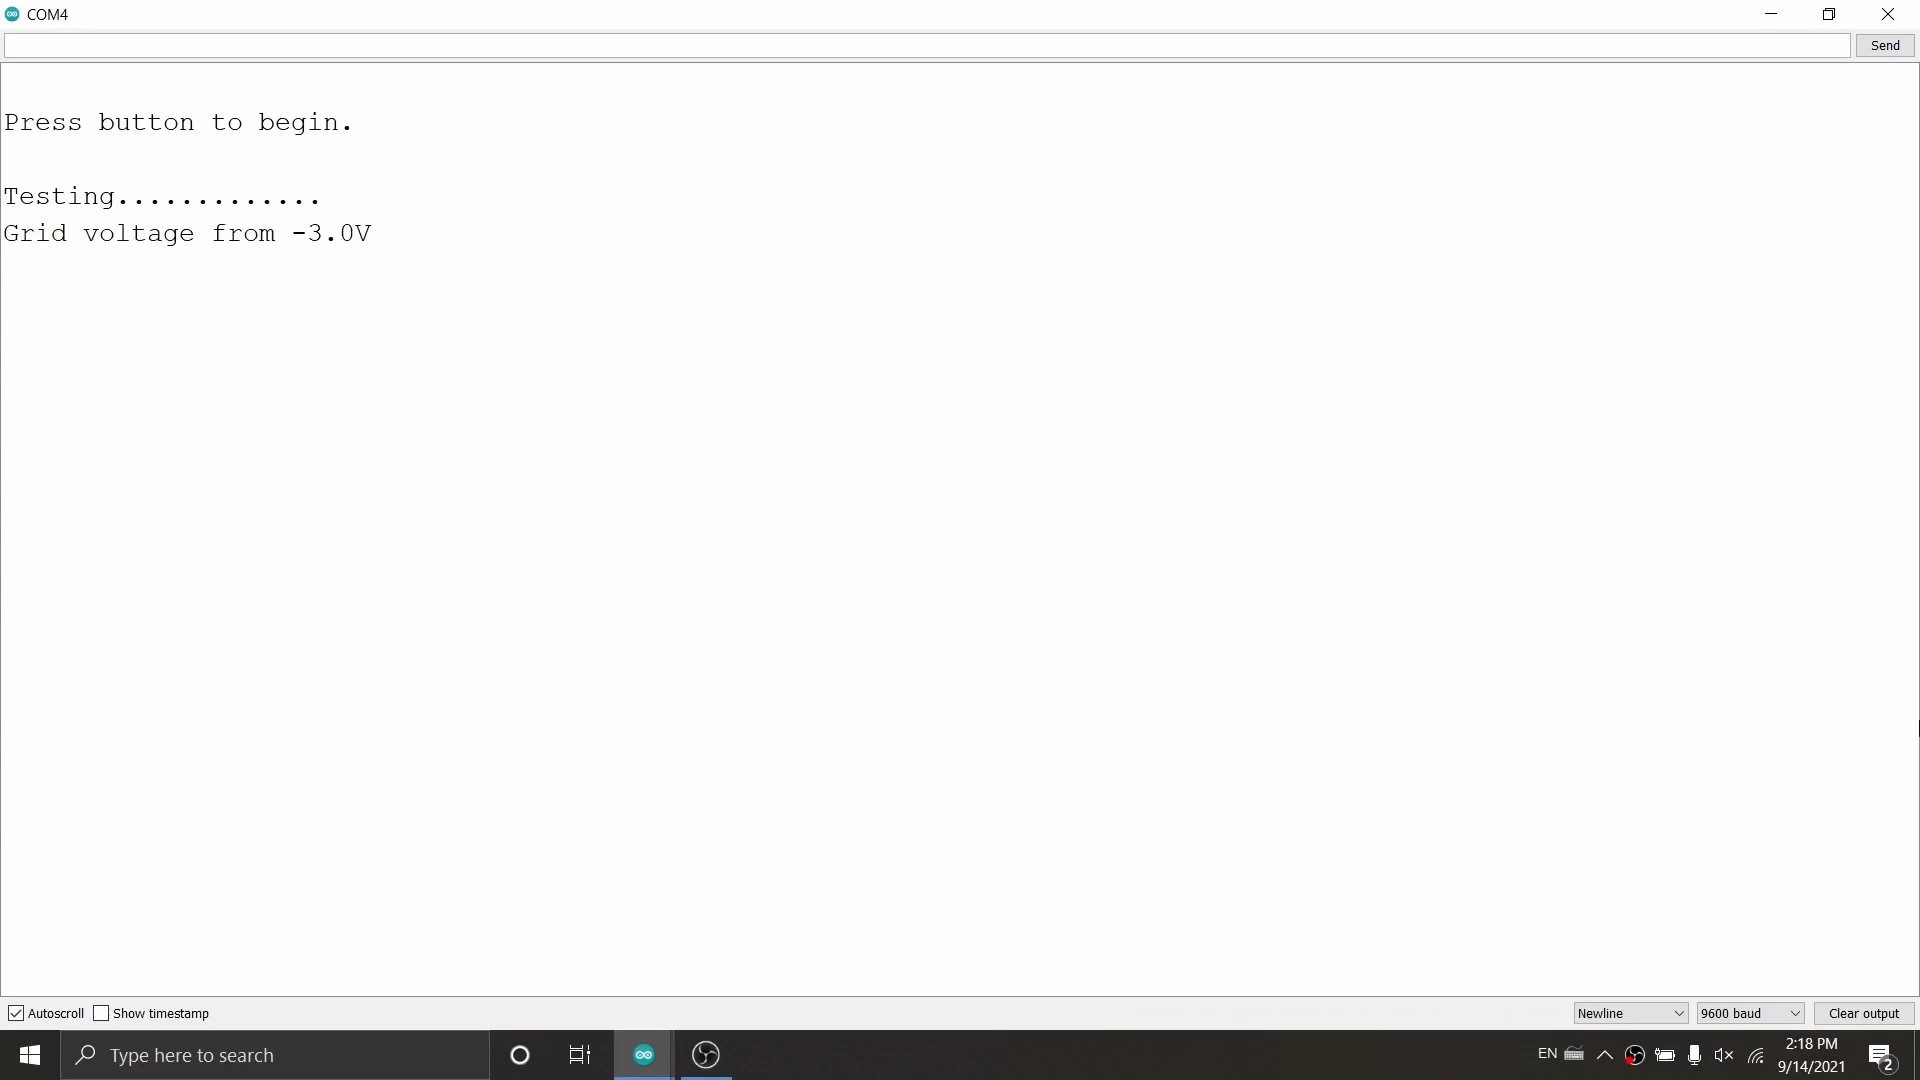 COM4
Send
Press button to begin.
Testing.............
Grid voltage from -3.0V
Autoscroll
Show timestamp
Newline
9600 baud
Clear output
Type here to search
EN
2:18 PM
9/14/2021
2